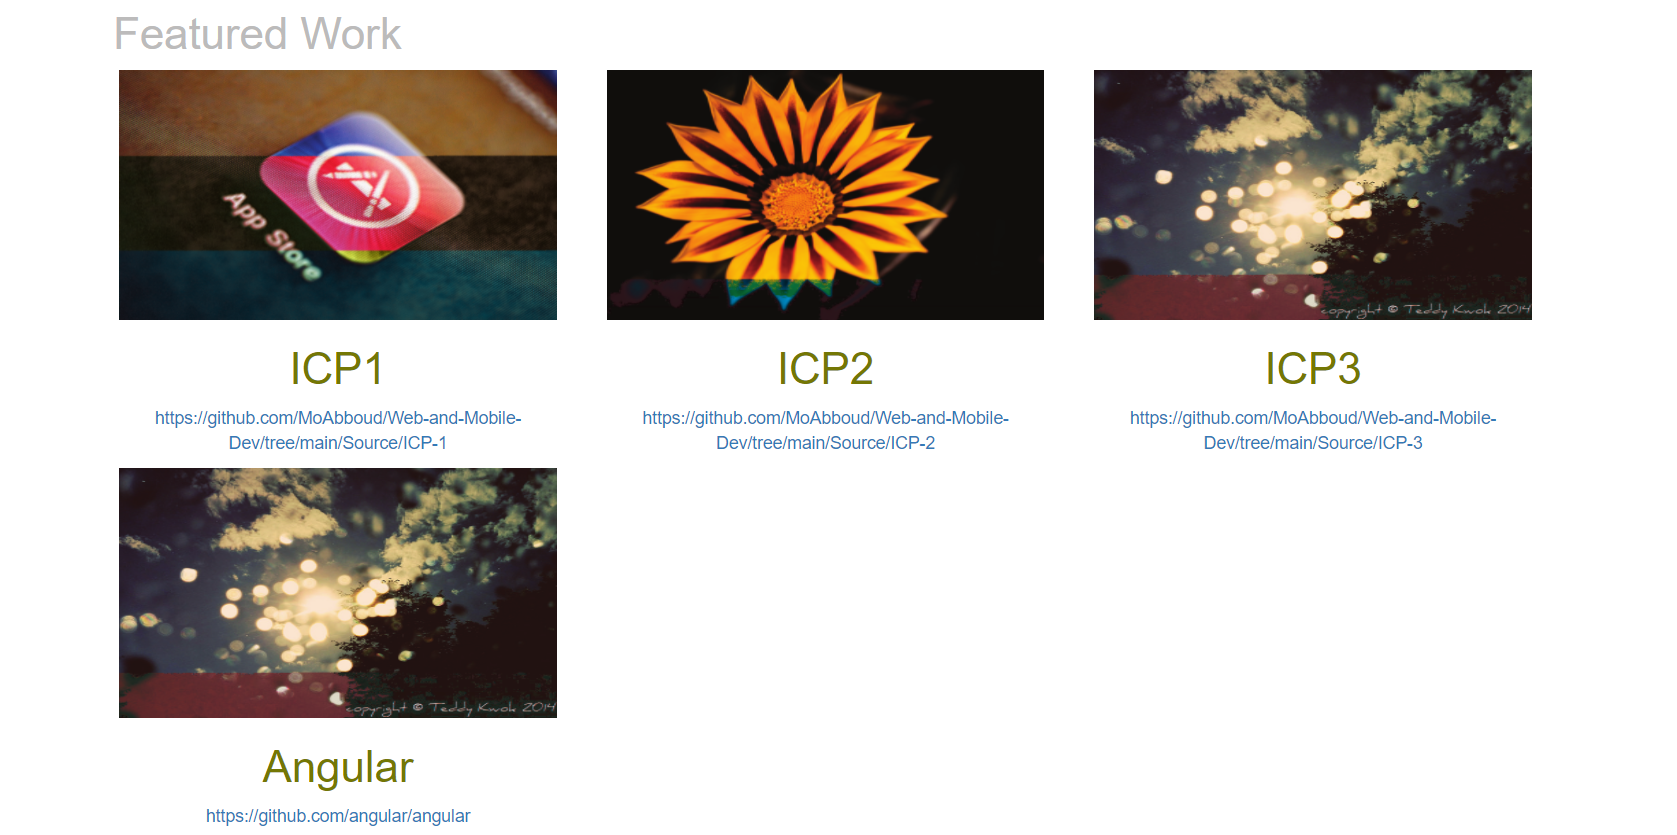 Featured Work
App Store
copyright © Teddy Kwok 2014
ICP1
ICP2
ICP3
https://github.com/MoAbboud/Web-and-Mobile-
Dev/tree/main/Source/ICP-1
https://github.com/MoAbboud/Web-and-Mobile-
Dev/tree/main/Source/ICP-2
https://github.com/MoAbboud/Web-and-Mobile-
Dev/tree/main/Source/ICP-3
copyright © Teddy Kwok 2014
Angular
https://github.com/angular/angular